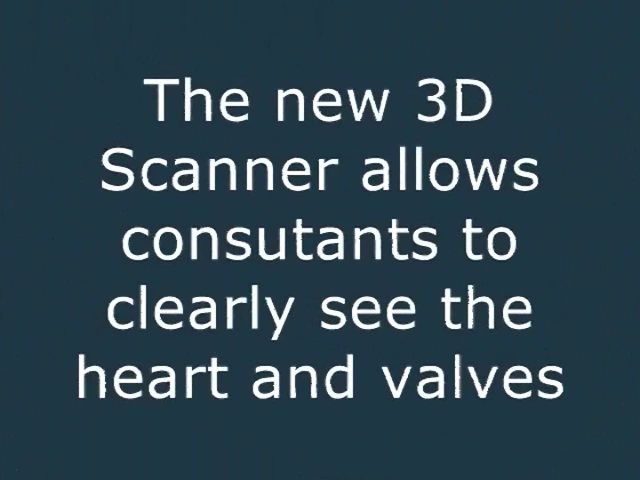 The new 3D
Scanner allows
consutants to
clearly see the
heart and valves